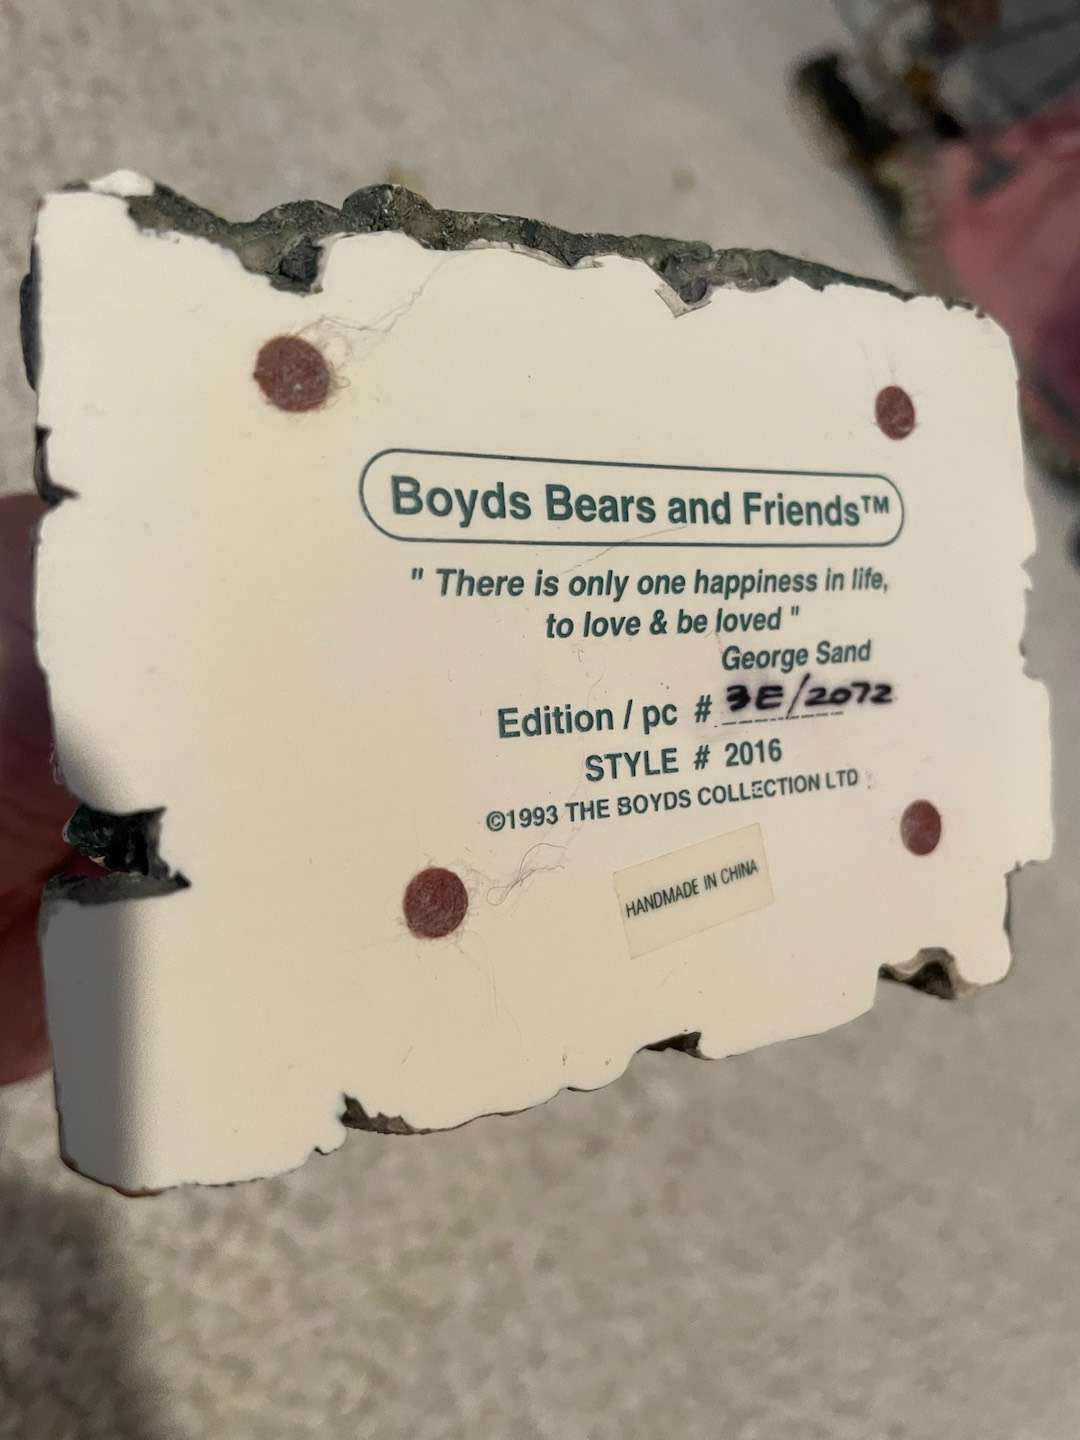 Boyds Bears and Friends™
" There is only one happiness in life,
to love & be loved "
George Sand
Edition / pc # 3E/2072
STYLE # 2016
©1993 THE BOYDS COLLECTION LTD
HANDMADE IN CHINA